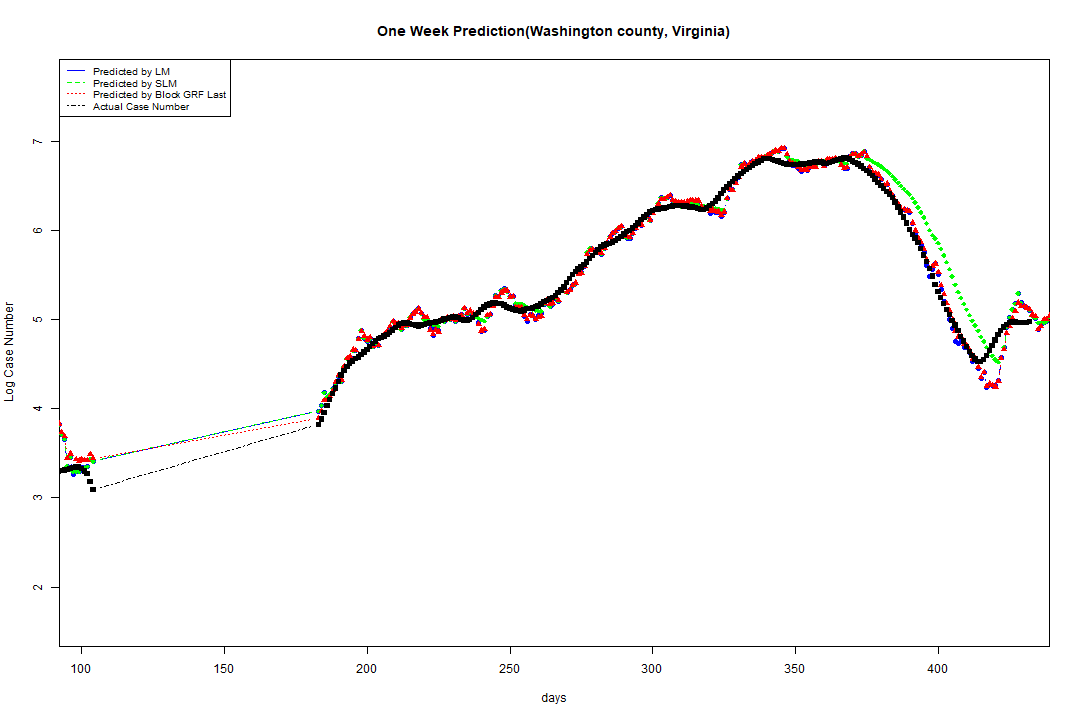 One Week Prediction(Washington county, Virginia)
Predicted by LM
Predicted by SLM
Predicted by Block GRF Last
Actual Case Number
7
6
5
4
3
2
Log Case Number
100 150 200 250 300 350 400
days